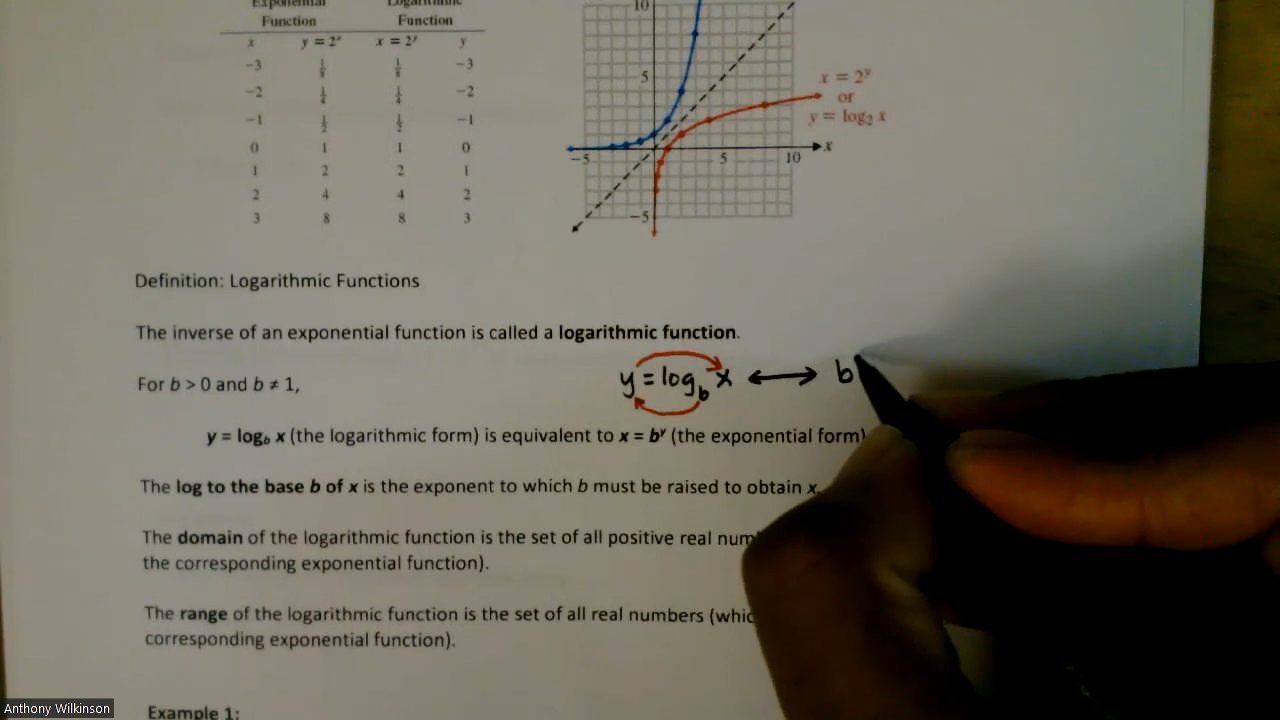 Exponential Logarithmic
Function Function
x y = 2ˣ x = 2ʸ y
−3 1/8 1/8 −3
−2 1/4 1/4 −2
−1 1/2 1/2 −1
0 1 1 0
1 2 2 1
2 4 4 2
3 8 8 3
10
5
x = 2ʸ
or
y = log₂ x
−5 5 10 x
−5
Definition: Logarithmic Functions
The inverse of an exponential function is called a logarithmic function.
y = log_b x ⟷ b
For b > 0 and b ≠ 1,
y = log_b x (the logarithmic form) is equivalent to x = bʸ (the exponential form)
The log to the base b of x is the exponent to which b must be raised to obtain x.
The domain of the logarithmic function is the set of all positive real
the corresponding exponential function).
The range of the logarithmic function is the set of all real numbers
corresponding exponential function).
Example 1:
Anthony Wilkinson